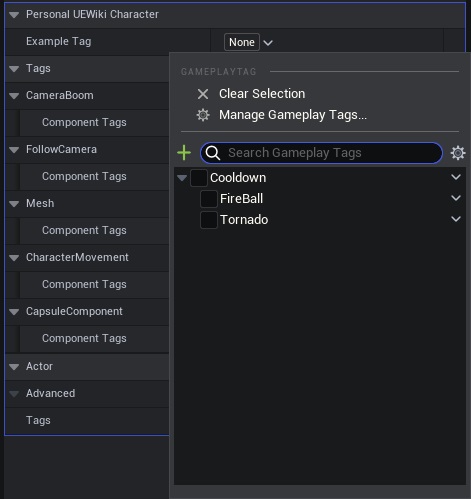 Personal UEWiki Character
Example Tag
None
Tags
CameraBoom
Component Tags
FollowCamera
Component Tags
Mesh
Component Tags
CharacterMovement
Component Tags
CapsuleComponent
Component Tags
Actor
Advanced
Tags
GAMEPLAYTAG
Clear Selection
Manage Gameplay Tags...
Search Gameplay Tags
Cooldown
FireBall
Tornado